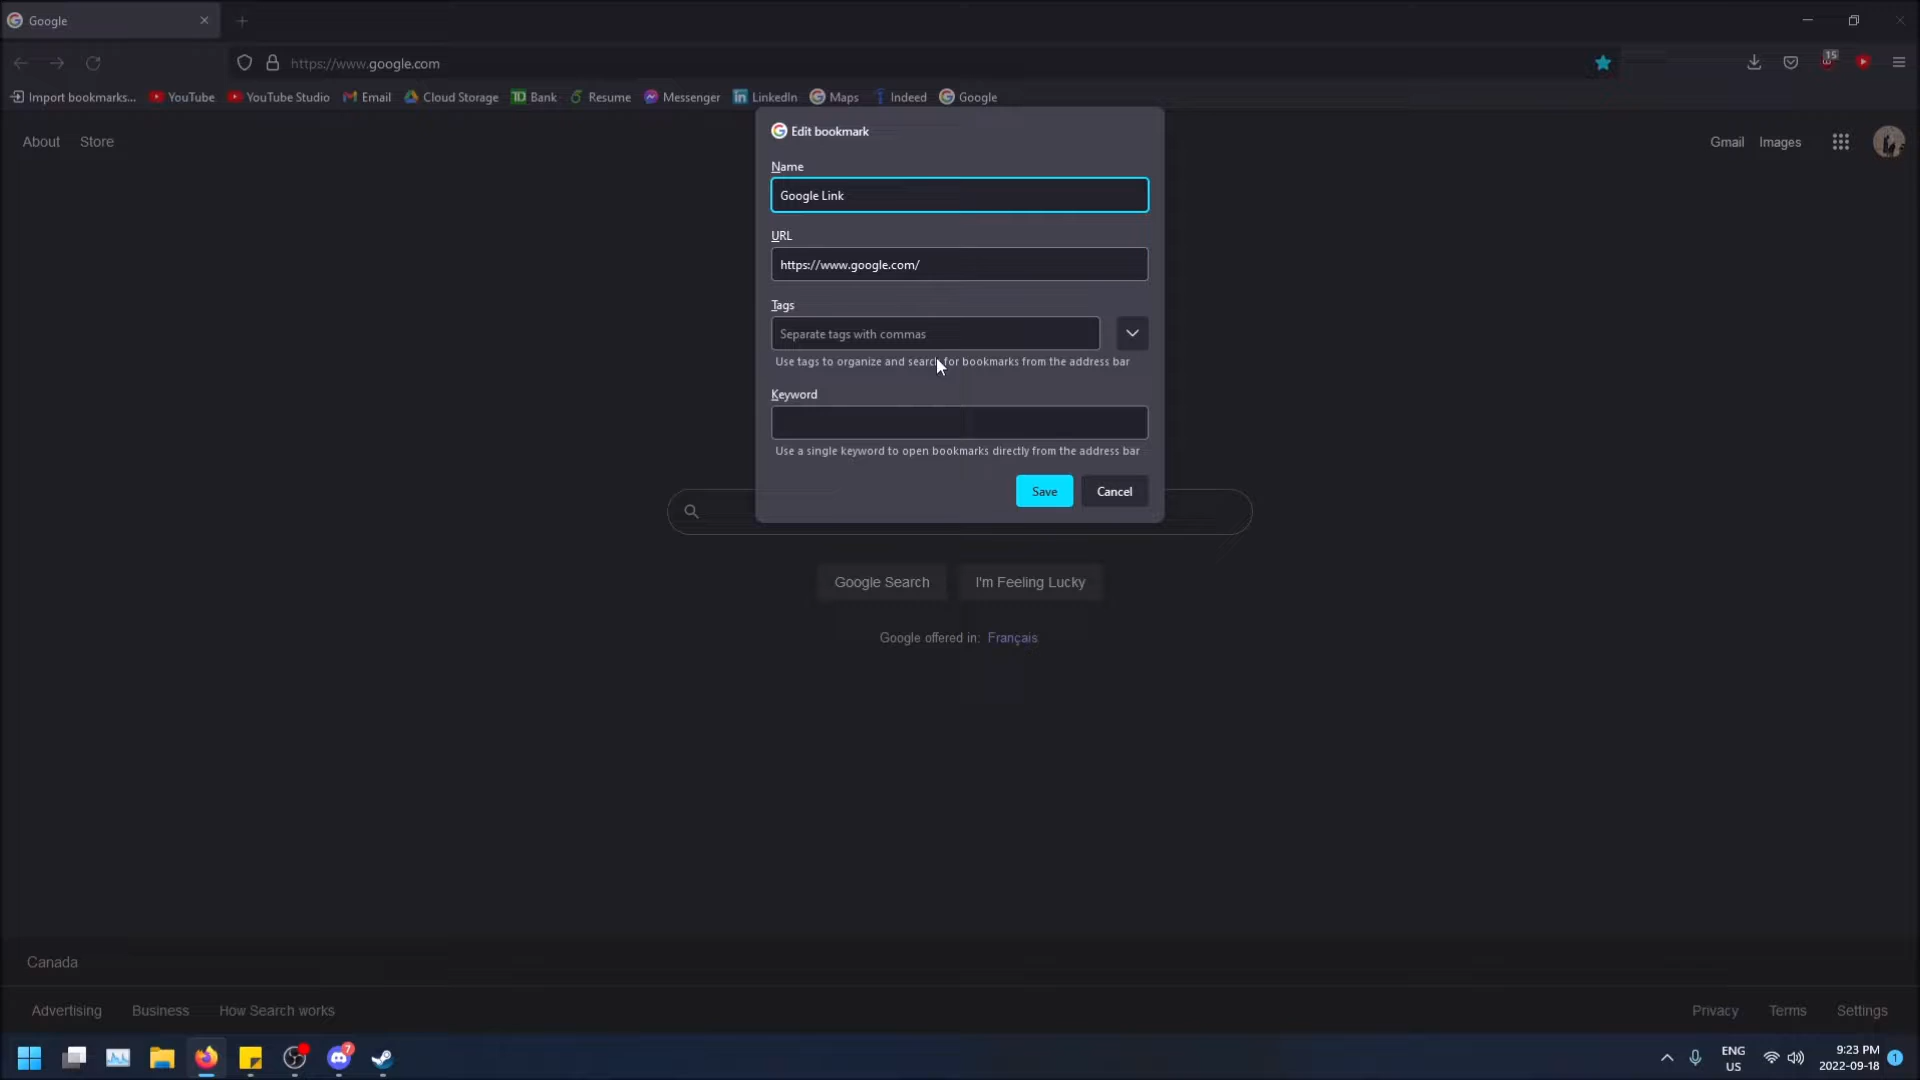 Google
https://www.google.com
15
Import bookmarks... YouTube YouTube Studio Email Cloud Storage Bank Resume Messenger LinkedIn Maps Indeed Google
Edit bookmark
About Store
Gmail Images
Name
Google Link
URL
https://www.google.com/
Tags
Separate tags with commas
Use tags to organize and search for bookmarks from the address bar
Keyword
Use a single keyword to open bookmarks directly from the address bar
Save Cancel
Google Search I'm Feeling Lucky
Google offered in: Français
Canada
Advertising Business How Search works
Privacy Terms Settings
7
ENG
US
9:23 PM
2022-09-18
1